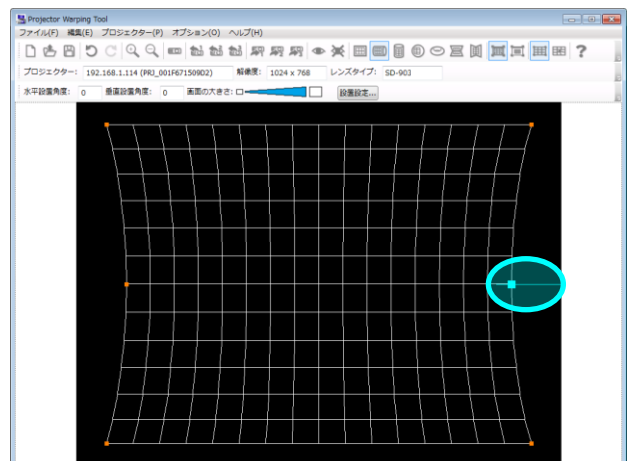 Projector Warping Tool
ファイル(F) 編集(E) プロジェクター(P) オプション(O) ヘルプ(H)
プロジェクター: 192.168.1.114 (PRJ_001F671509D2) 解像度: 1024 x 768 レンズタイプ: SD-903
水平設置角度: 0 垂直設置角度: 0 画面の大きさ: 設置設定...